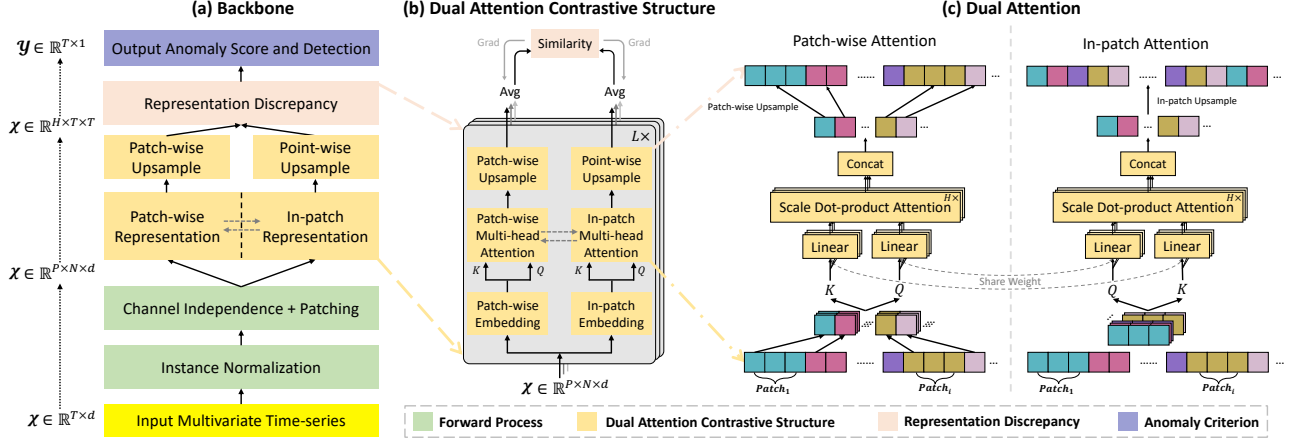 (a) Backbone
𝒴 ∈ ℝ^{T×1}
Output Anomaly Score and Detection
Representation Discrepancy
𝒳 ∈ ℝ^{H×T×T}
Patch-wise Upsample
Point-wise Upsample
Patch-wise Representation
In-patch Representation
𝒳 ∈ ℝ^{P×N×d}
Channel Independence + Patching
Instance Normalization
𝒳 ∈ ℝ^{T×d}
Input Multivariate Time-series
(b) Dual Attention Contrastive Structure
Grad
Similarity
Grad
Avg
Avg
L×
Patch-wise Upsample
Point-wise Upsample
Patch-wise Multi-head Attention
In-patch Multi-head Attention
K
Q
K
Q
Patch-wise Embedding
In-patch Embedding
𝒳 ∈ ℝ^{P×N×d}
(c) Dual Attention
Patch-wise Attention
......
...
Patch-wise Upsample
...
...
Concat
Scale Dot-product Attention H×
Linear
Linear
K
Q
...
......
...
Patch₁
Patchᵢ
In-patch Attention
......
...
In-patch Upsample
...
...
Concat
Scale Dot-product Attention H×
Linear
Linear
Share Weight
Q
K
......
...
Patch₁
Patchᵢ
Forward Process
Dual Attention Contrastive Structure
Representation Discrepancy
Anomaly Criterion